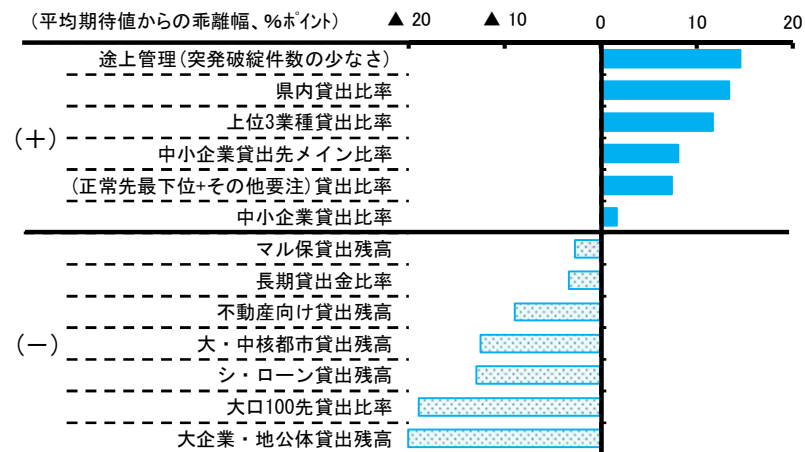 (平均期待値からの乖離幅、%ポイント) ▲ 20 ▲ 10 0 10 20
途上管理(突発破綻件数の少なさ)
県内貸出比率
上位3業種貸出比率
(+)
中小企業貸出先メイン比率
(正常先最下位+その他要注)貸出比率
中小企業貸出比率
マル保貸出残高
長期貸出金比率
不動産向け貸出残高
(-)
大・中核都市貸出残高
シ・ローン貸出残高
大口100先貸出比率
大企業・地公体貸出残高